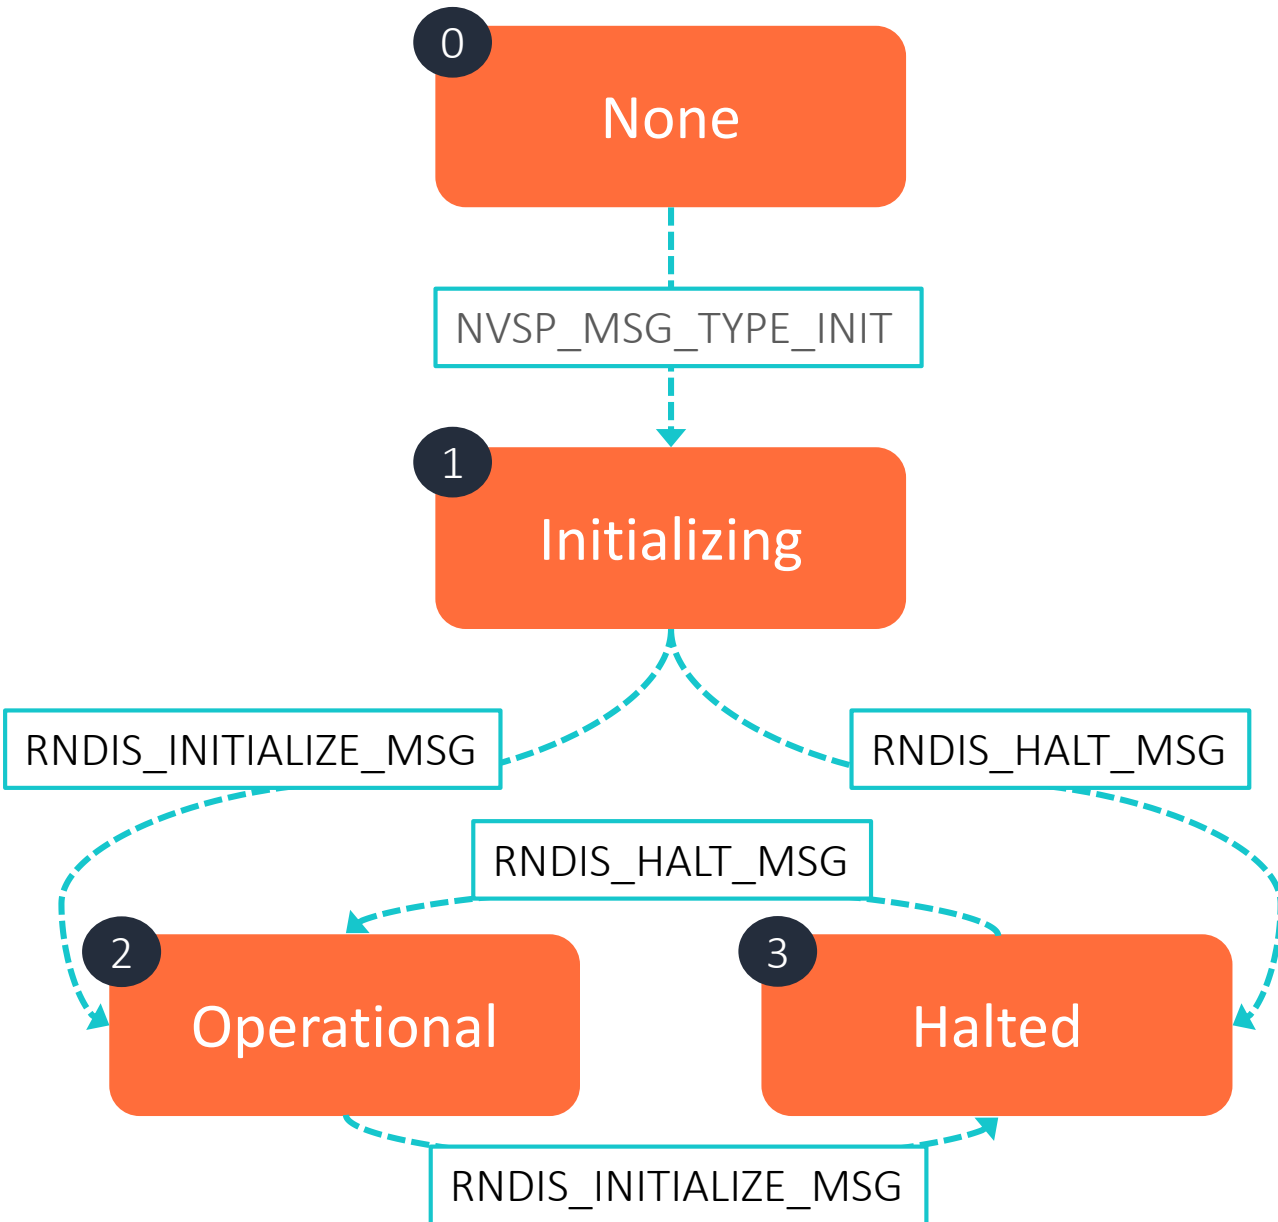 0
None
NVSP_MSG_TYPE_INIT
1
Initializing
RNDIS_INITIALIZE_MSG
RNDIS_HALT_MSG
RNDIS_HALT_MSG
2
Operational
3
Halted
RNDIS_INITIALIZE_MSG